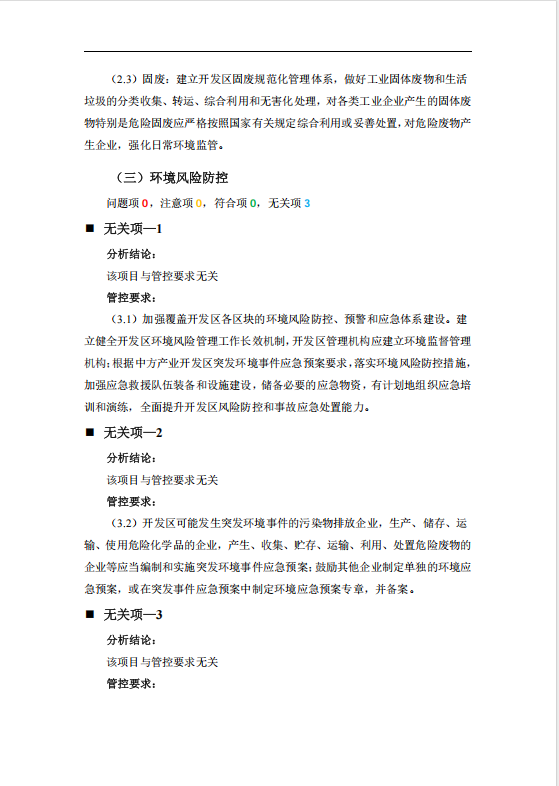 （2.3）固废：建立开发区固废规范化管理体系，做好工业固体废物和生活
垃圾的分类收集、转运、综合利用和无害化处理，对各类工业企业产生的固体废
物特别是危险固废应严格按照国家有关规定综合利用或妥善处置，对危险废物产
生企业，强化日常环境监管。
（三）环境风险防控
问题项 0，注意项 0，符合项 0，无关项 3
■ 无关项—1
分析结论：
该项目与管控要求无关
管控要求：
（3.1）加强覆盖开发区各区块的环境风险防控、预警和应急体系建设。建
立健全开发区环境风险管理工作长效机制，开发区管理机构应建立环境监督管理
机构；根据中方产业开发区突发环境事件应急预案要求，落实环境风险防控措施，
加强应急救援队伍装备和设施建设，储备必要的应急物资，有计划地组织应急培
训和演练，全面提升开发区风险防控和事故应急处置能力。
■ 无关项—2
分析结论：
该项目与管控要求无关
管控要求：
（3.2）开发区可能发生突发环境事件的污染物排放企业，生产、储存、运
输、使用危险化学品的企业，产生、收集、贮存、运输、利用、处置危险废物的
企业等应当编制和实施突发环境事件应急预案；鼓励其他企业制定单独的环境应
急预案，或在突发事件应急预案中制定环境应急预案专章，并备案。
■ 无关项—3
分析结论：
该项目与管控要求无关
管控要求：